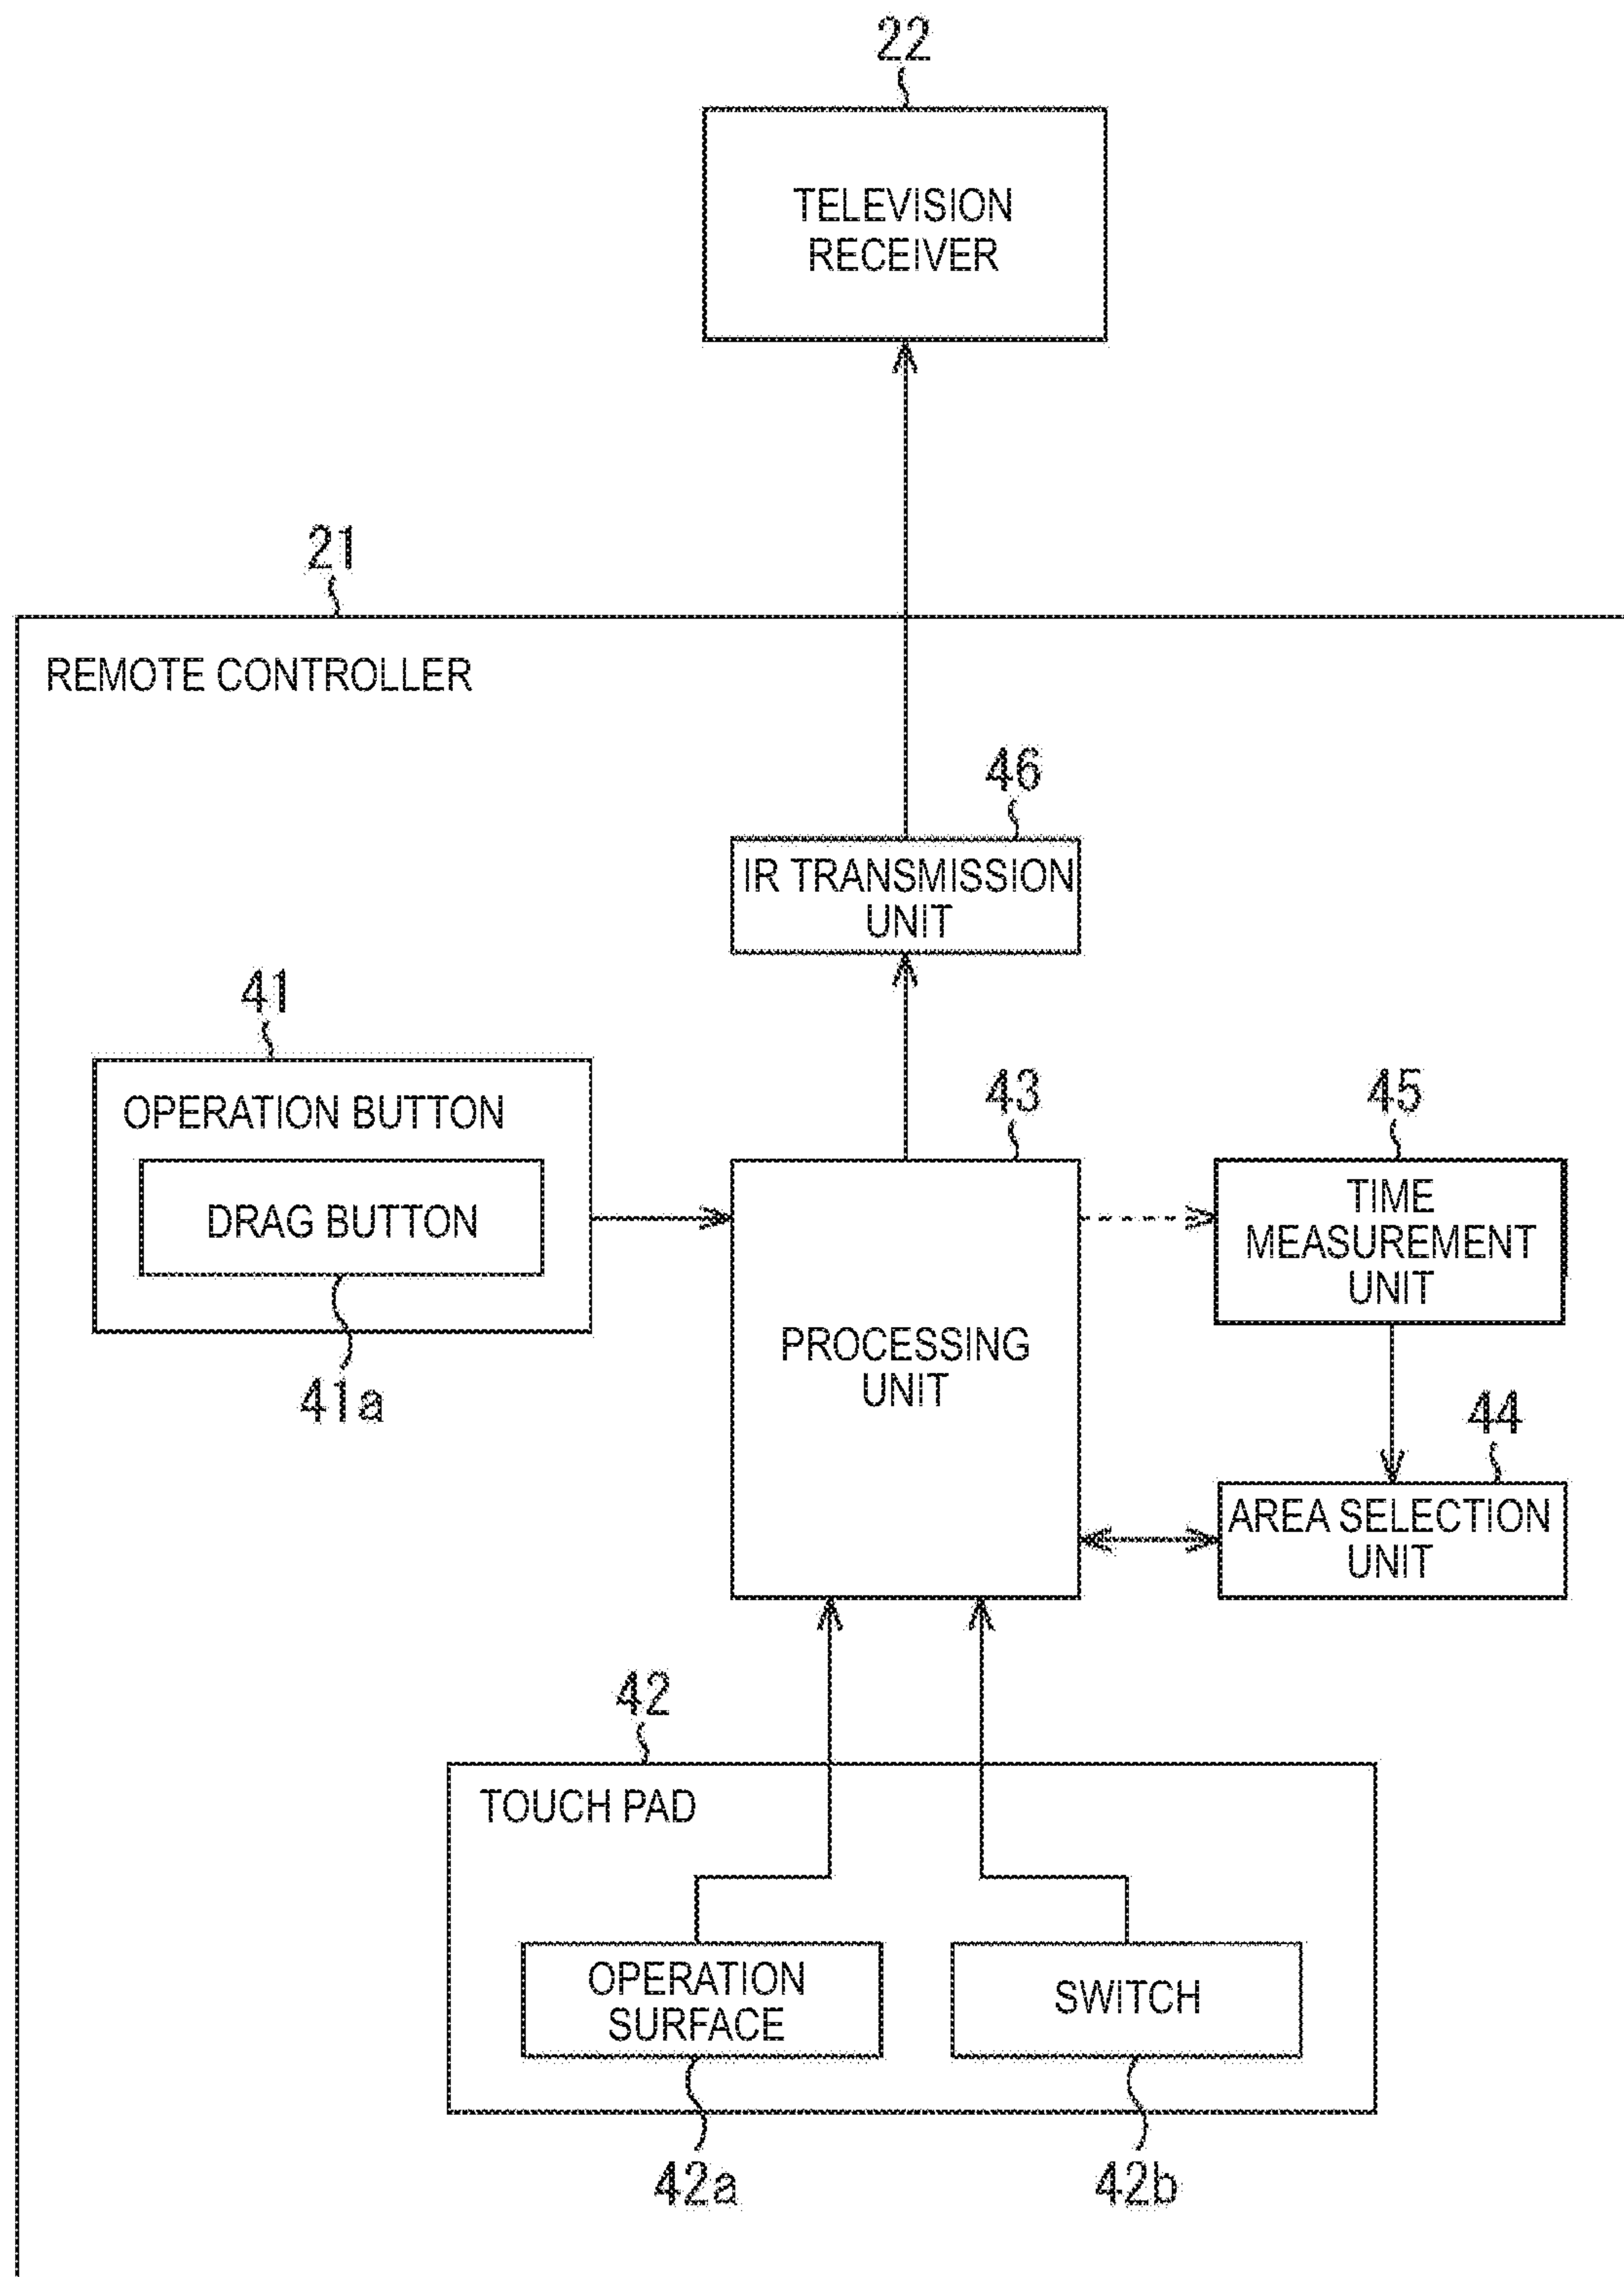 22
TELEVISION
RECEIVER
21
REMOTE CONTROLLER
46
IR TRANSMISSION
UNIT
41
OPERATION BUTTON
DRAG BUTTON
41a
43
PROCESSING
UNIT
45
TIME
MEASUREMENT
UNIT
44
AREA SELECTION
UNIT
42
TOUCH PAD
OPERATION
SURFACE
SWITCH
42a
42b